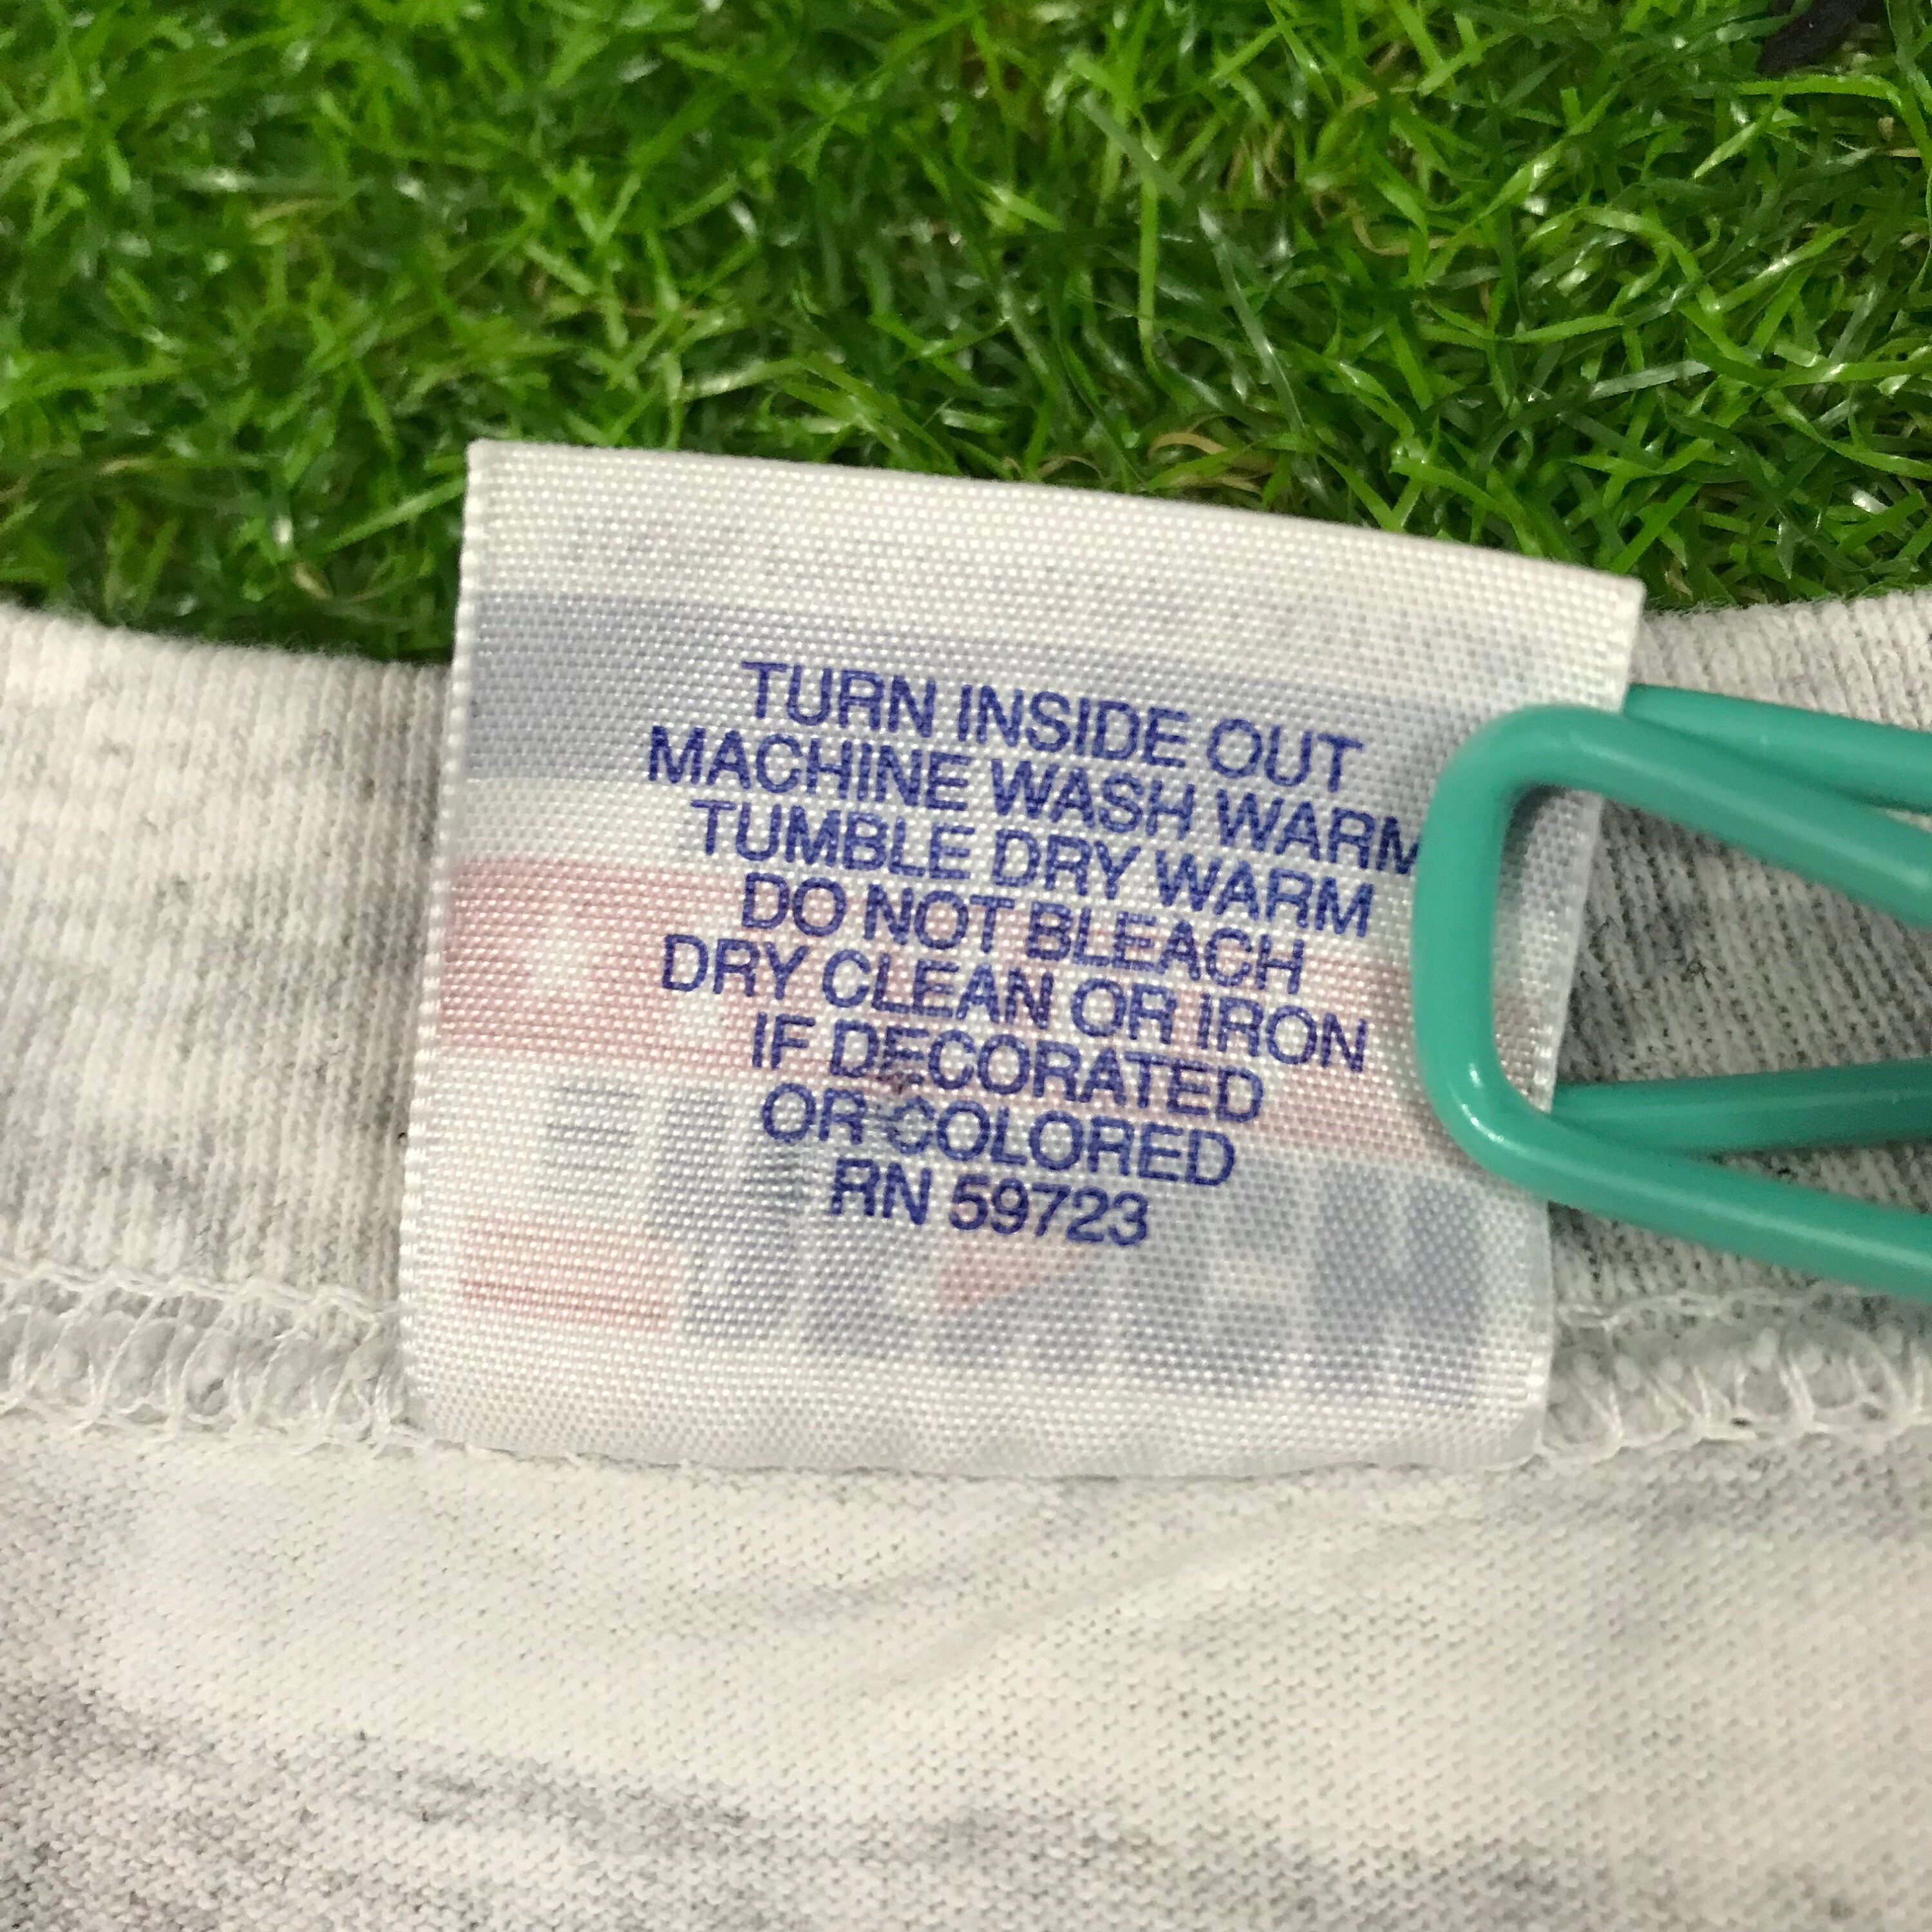 TURN INSIDE OUT
MACHINE WASH WARM
TUMBLE DRY WARM
DO NOT BLEACH
DRY CLEAN OR IRON
IF DECORATED
OR COLORED
RN 59723